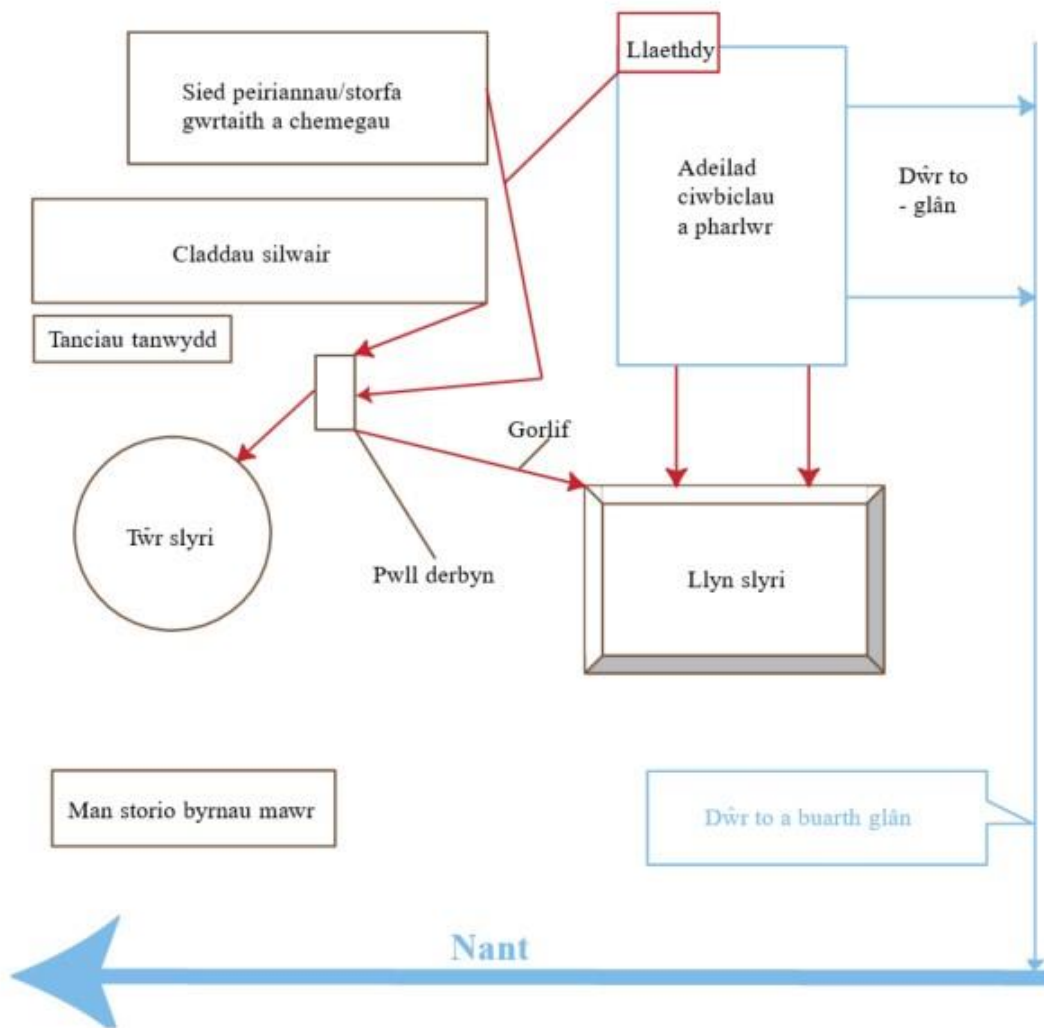 Llaethdy
Sied peiriannau/storfa
gwrtaith a chemegau
Adeilad
ciwbiclau
a pharlwr
Dŵr to
- glân
Claddau silwair
Tanciau tanwydd
Gorlif
Tŵr slyri
Pwll derbyn
Llyn slyri
Man storio byrnau mawr
Dŵr to a buarth glân
Nant